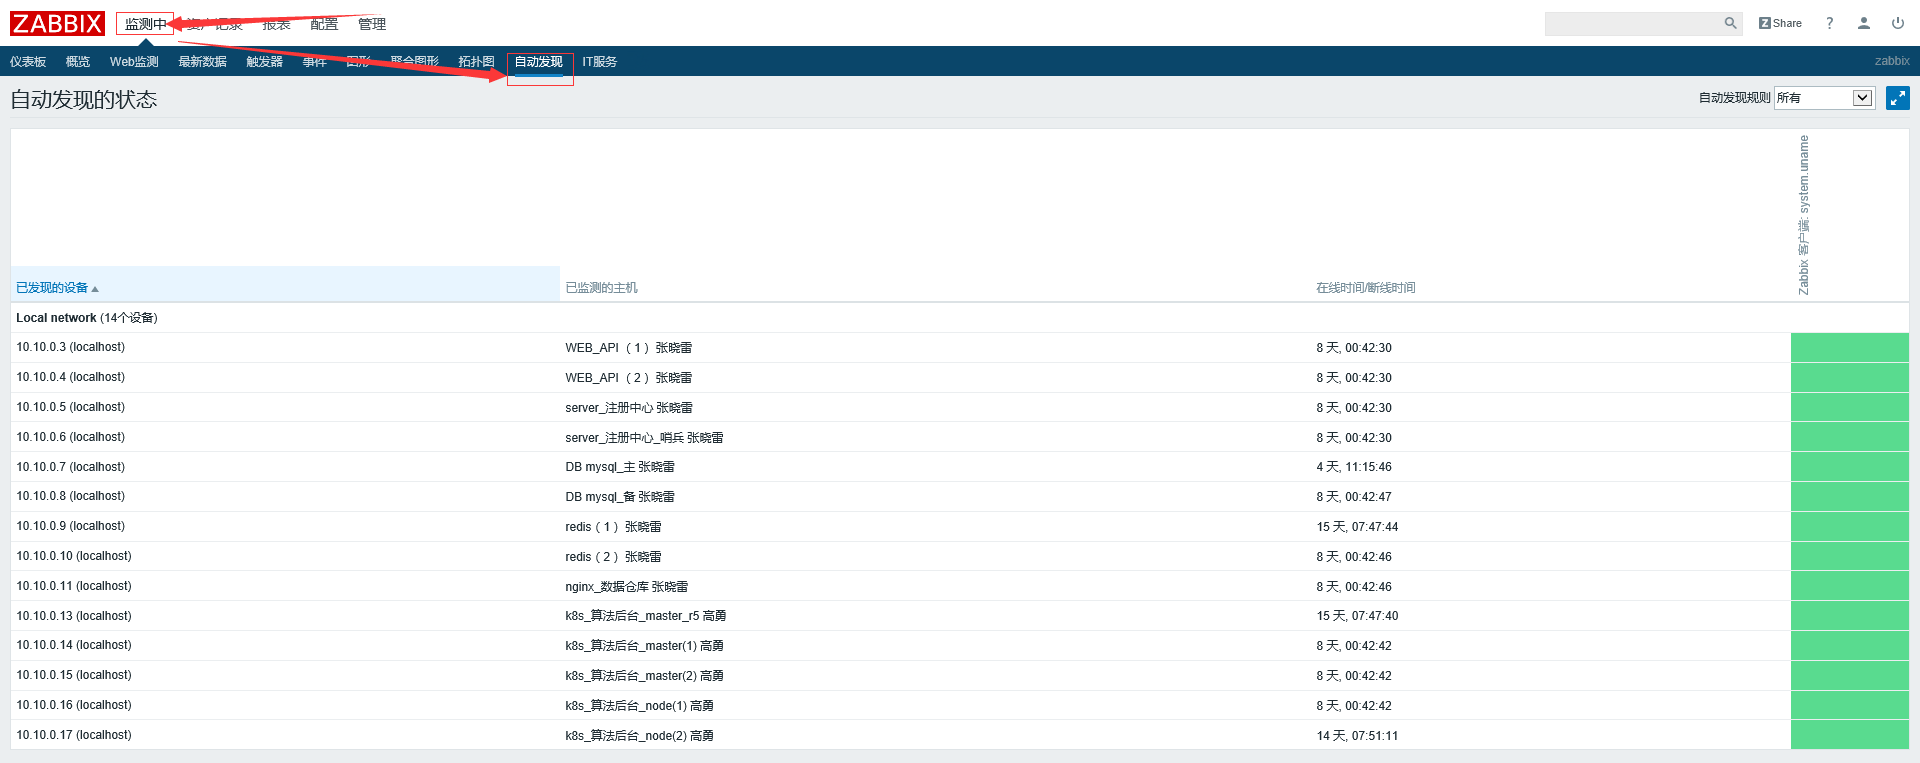 ZABBIX 监测中 资产记录 报表 配置 管理 Z Share ?
仪表板 概览 Web监测 最新数据 触发器 事件 图形 聚合图形 拓扑图 自动发现 IT服务 zabbix
自动发现的状态 自动发现规则 所有
已发现的设备 已监测的主机 在线时间/断线时间 Zabbix 客户端: system.uname
Local network (14个设备)
10.10.0.3 (localhost) WEB_API （1） 张晓雷 8 天, 00:42:30
10.10.0.4 (localhost) WEB_API （2） 张晓雷 8 天, 00:42:30
10.10.0.5 (localhost) server_注册中心 张晓雷 8 天, 00:42:30
10.10.0.6 (localhost) server_注册中心_哨兵 张晓雷 8 天, 00:42:30
10.10.0.7 (localhost) DB mysql_主 张晓雷 4 天, 11:15:46
10.10.0.8 (localhost) DB mysql_备 张晓雷 8 天, 00:42:47
10.10.0.9 (localhost) redis（1） 张晓雷 15 天, 07:47:44
10.10.0.10 (localhost) redis（2） 张晓雷 8 天, 00:42:46
10.10.0.11 (localhost) nginx_数据仓库 张晓雷 8 天, 00:42:46
10.10.0.13 (localhost) k8s_算法后台_master_r5 高勇 15 天, 07:47:40
10.10.0.14 (localhost) k8s_算法后台_master(1) 高勇 8 天, 00:42:42
10.10.0.15 (localhost) k8s_算法后台_master(2) 高勇 8 天, 00:42:42
10.10.0.16 (localhost) k8s_算法后台_node(1) 高勇 8 天, 00:42:42
10.10.0.17 (localhost) k8s_算法后台_node(2) 高勇 14 天, 07:51:11